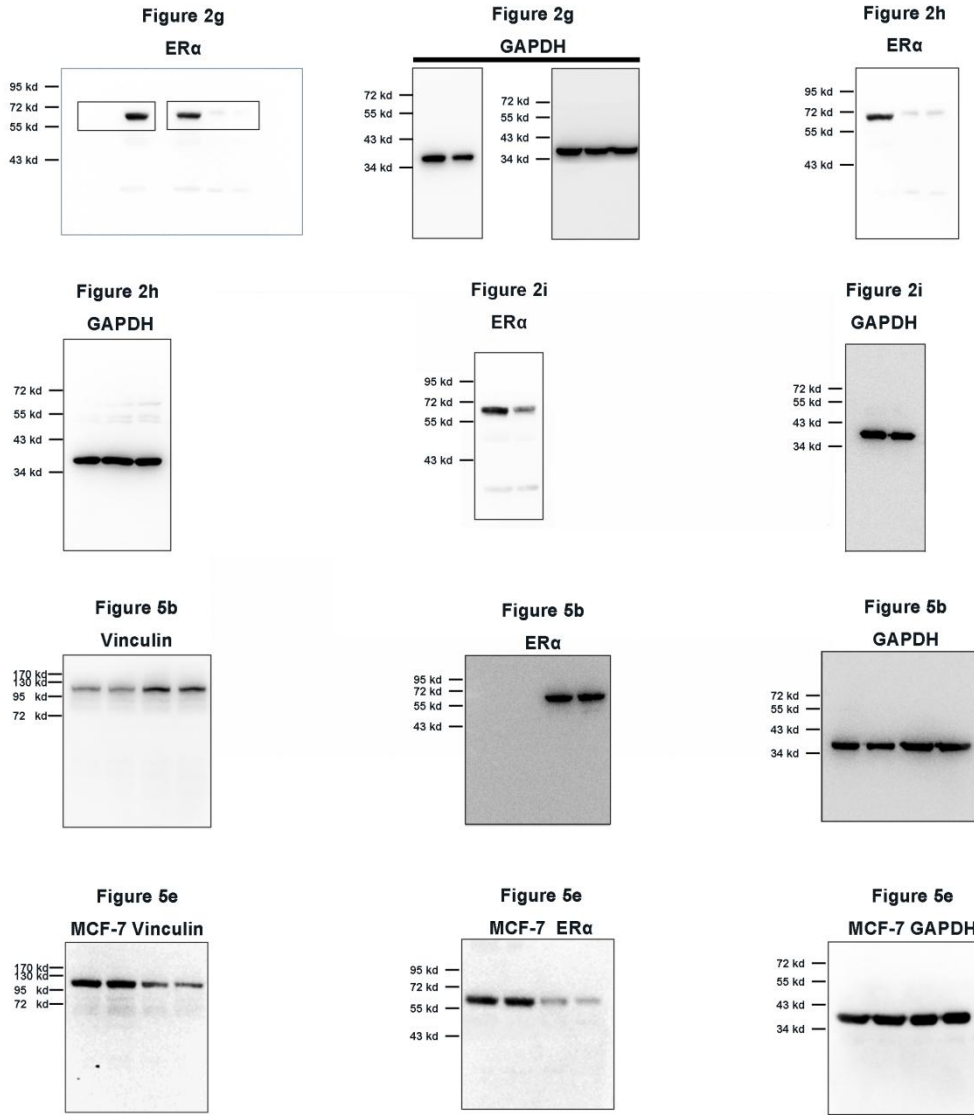 Figure 2g
ERα
95 kd
72 kd
55 kd
43 kd
Figure 2g
GAPDH
72 kd
55 kd
43 kd
34 kd
72 kd
55 kd
43 kd
34 kd
Figure 2h
ERα
95 kd
72 kd
55 kd
43 kd
Figure 2h
GAPDH
72 kd
55 kd
43 kd
34 kd
Figure 2i
ERα
95 kd
72 kd
55 kd
43 kd
Figure 2i
GAPDH
72 kd
55 kd
43 kd
34 kd
Figure 5b
Vinculin
170 kd
130 kd
95 kd
72 kd
Figure 5b
ERα
95 kd
72 kd
55 kd
43 kd
Figure 5b
GAPDH
72 kd
55 kd
43 kd
34 kd
Figure 5e
MCF-7 Vinculin
170 kd
130 kd
95 kd
72 kd
Figure 5e
MCF-7 ERα
95 kd
72 kd
55 kd
43 kd
Figure 5e
MCF-7 GAPDH
72 kd
55 kd
43 kd
34 kd